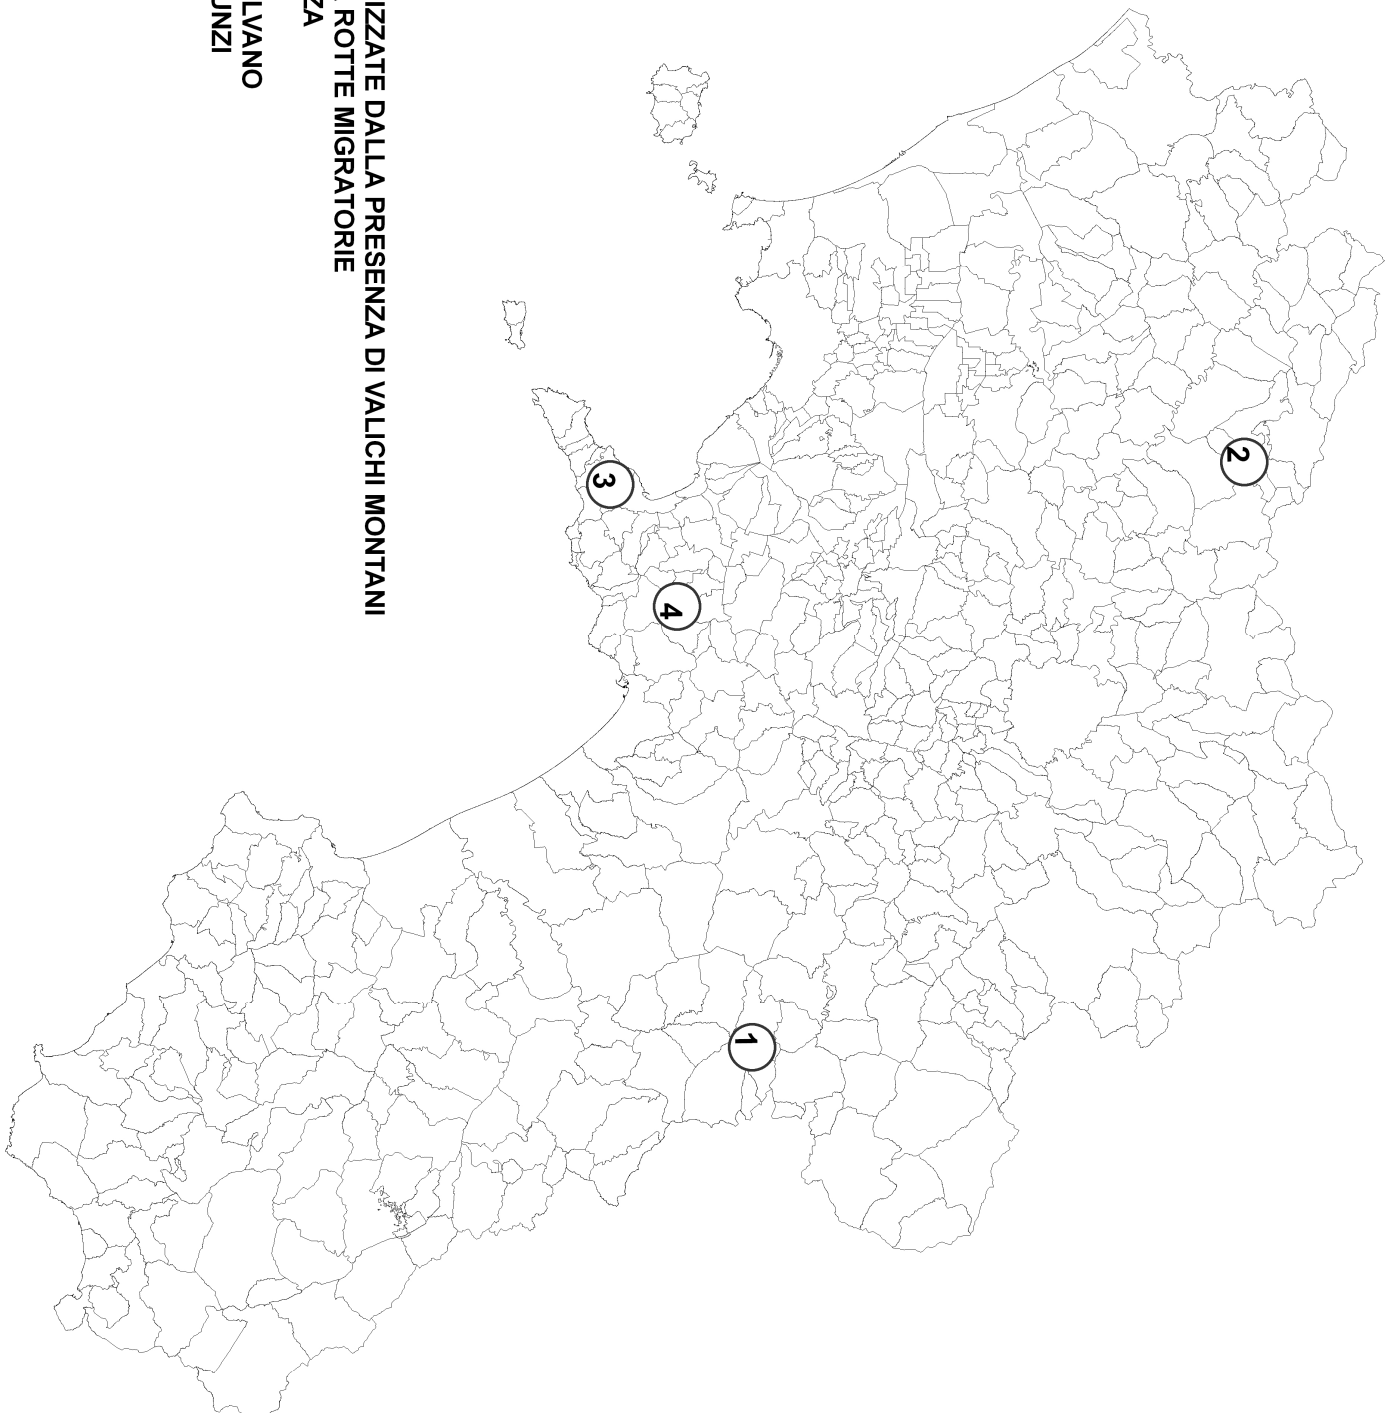 IZZATE DALLA PRESENZA DI VALICHI MONTANI
ROTTE MIGRATORIE
ZA
LVANO
UNZI
1
2
3
4